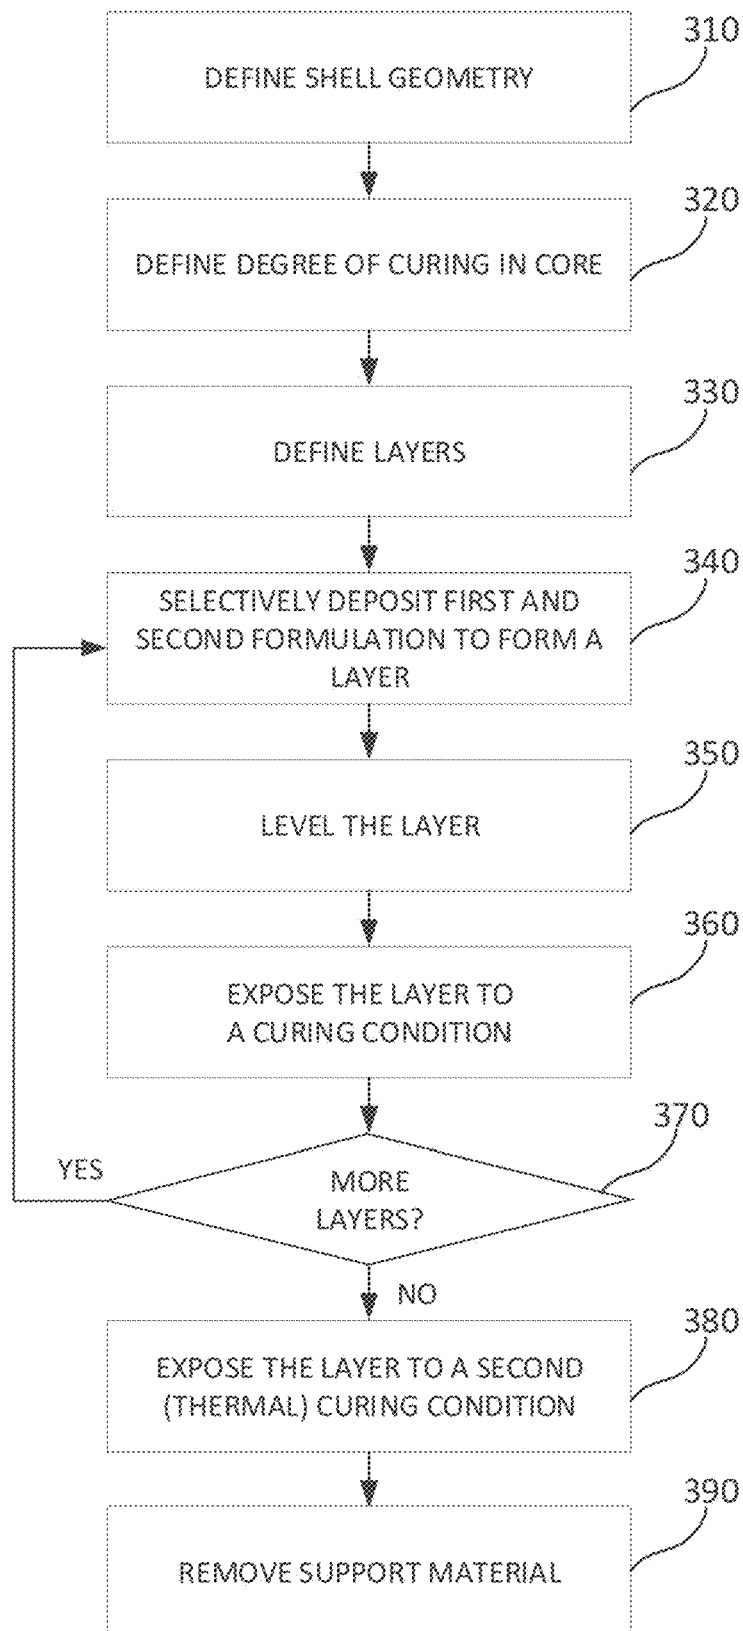 310
DEFINE SHELL GEOMETRY
320
DEFINE DEGREE OF CURING IN CORE
330
DEFINE LAYERS
340
SELECTIVELY DEPOSIT FIRST AND
SECOND FORMULATION TO FORM A
LAYER
350
LEVEL THE LAYER
360
EXPOSE THE LAYER TO
A CURING CONDITION
370
YES
MORE
LAYERS?
NO
380
EXPOSE THE LAYER TO A SECOND
(THERMAL) CURING CONDITION
390
REMOVE SUPPORT MATERIAL